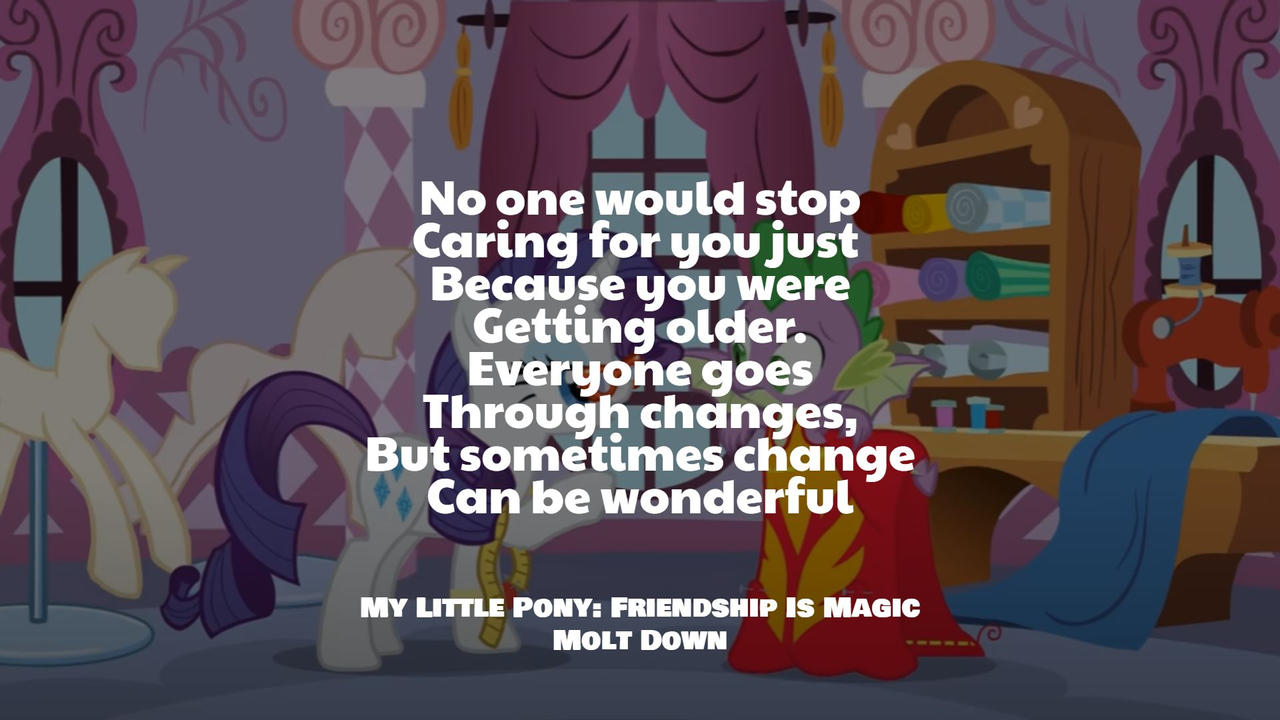 No one would stop
Caring for you just
Because you were
Getting older.
Everyone goes
Through changes,
But sometimes change
Can be wonderful
My Little Pony: Friendship Is Magic
Molt Down